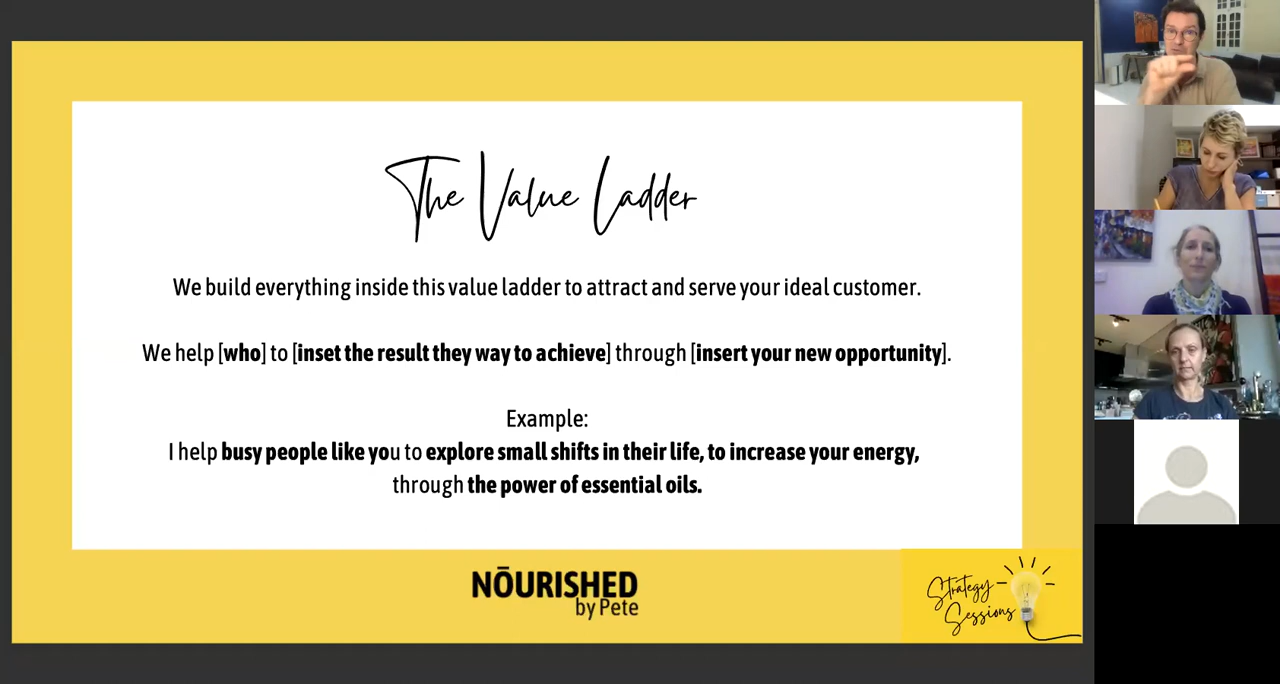 The Value Ladder
We build everything inside this value ladder to attract and serve your ideal customer.
We help [who] to [inset the result they way to achieve] through [insert your new opportunity].
Example:
I help busy people like you to explore small shifts in their life, to increase your energy,
through the power of essential oils.
NŌURISHED
by Pete
Strategy
Sessions